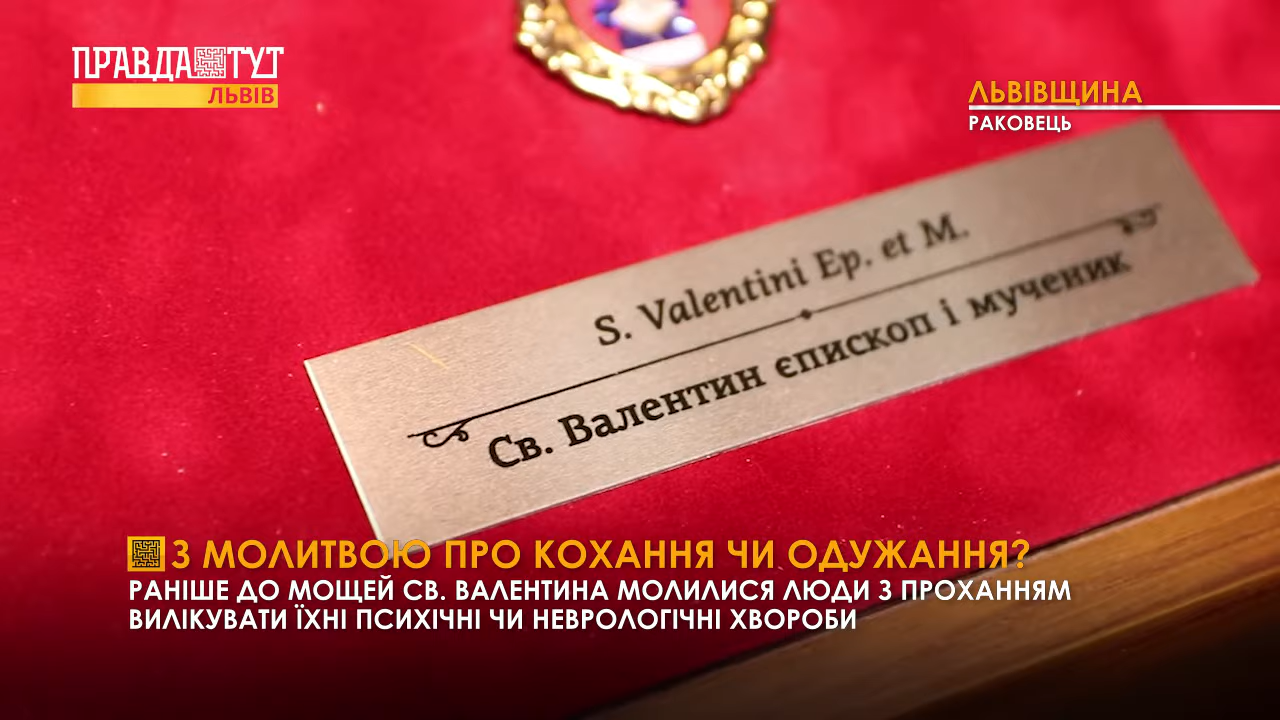 ПРАВДА ТУТ
ЛЬВІВ
ЛЬВІВЩИНА
РАКОВЕЦЬ
S. Valentini Ep. et M.
Св. Валентин єпископ і мученик
З МОЛИТВОЮ ПРО КОХАННЯ ЧИ ОДУЖАННЯ?
РАНІШЕ ДО МОЩЕЙ СВ. ВАЛЕНТИНА МОЛИЛИСЯ ЛЮДИ З ПРОХАННЯМ
ВИЛІКУВАТИ ЇХНІ ПСИХІЧНІ ЧИ НЕВРОЛОГІЧНІ ХВОРОБИ